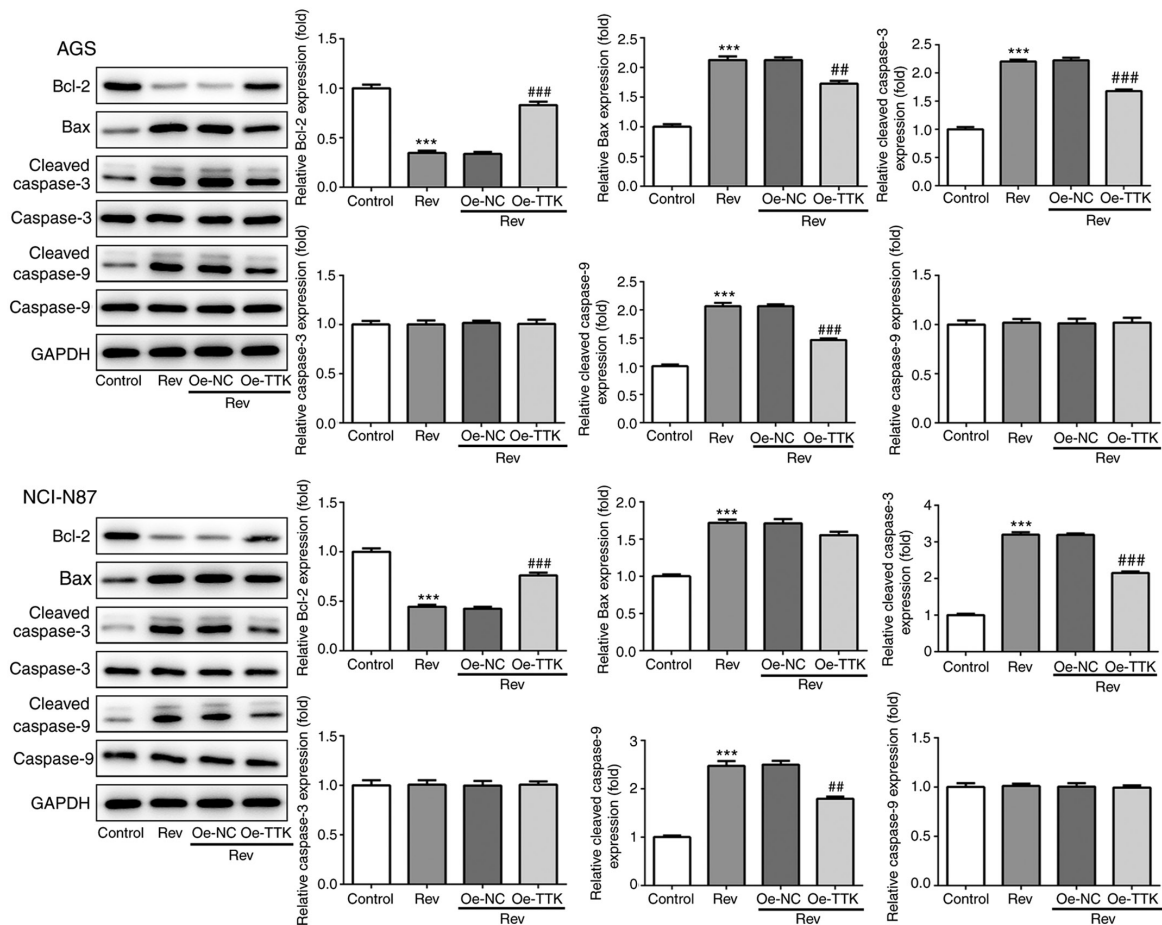 AGS
Bcl-2
Bax
Cleaved
caspase-3
Caspase-3
Cleaved
caspase-9
Caspase-9
GAPDH
Control Rev Oe-NC Oe-TTK
Rev
Relative Bcl-2 expression (fold)
1.5
1.0
0.5
0.0
***
###
Control Rev Oe-NC Oe-TTK
Rev
Relative Bax expression (fold)
2.5
2.0
1.5
1.0
0.5
0.0
***
##
Control Rev Oe-NC Oe-TTK
Rev
Relative cleaved caspase-3
expression (fold)
2.5
2.0
1.5
1.0
0.5
0.0
***
###
Control Rev Oe-NC Oe-TTK
Rev
Relative caspase-3 expression (fold)
1.5
1.0
0.5
0.0
Control Rev Oe-NC Oe-TTK
Rev
Relative cleaved caspase-9
expression (fold)
2.5
2.0
1.5
1.0
0.5
0.0
***
###
Control Rev Oe-NC Oe-TTK
Rev
Relative caspase-9 expression (fold)
1.5
1.0
0.5
0.0
Control Rev Oe-NC Oe-TTK
Rev
NCI-N87
Bcl-2
Bax
Cleaved
caspase-3
Caspase-3
Cleaved
caspase-9
Caspase-9
GAPDH
Control Rev Oe-NC Oe-TTK
Rev
Relative Bcl-2 expression (fold)
1.5
1.0
0.5
0.0
***
###
Control Rev Oe-NC Oe-TTK
Rev
Relative Bax expression (fold)
2.0
1.5
1.0
0.5
0.0
***
Control Rev Oe-NC Oe-TTK
Rev
Relative cleaved caspase-3
expression (fold)
4
3
2
1
0
***
###
Control Rev Oe-NC Oe-TTK
Rev
Relative caspase-3 expression (fold)
1.5
1.0
0.5
0.0
Control Rev Oe-NC Oe-TTK
Rev
Relative cleaved caspase-9
expression (fold)
3
2
1
0
***
##
Control Rev Oe-NC Oe-TTK
Rev
Relative caspase-9 expression (fold)
1.5
1.0
0.5
0.0
Control Rev Oe-NC Oe-TTK
Rev